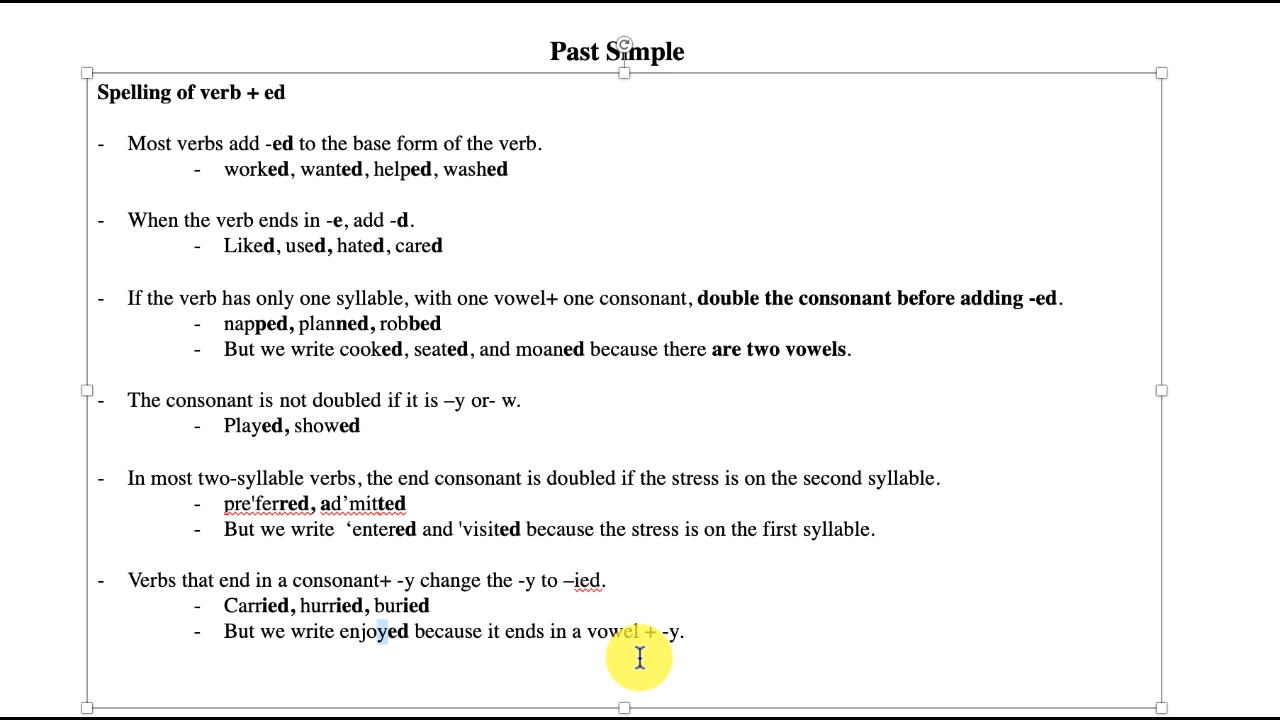 Past Simple
Spelling of verb + ed
- Most verbs add -ed to the base form of the verb.
- worked, wanted, helped, washed
- When the verb ends in -e, add -d.
- Liked, used, hated, cared
- If the verb has only one syllable, with one vowel+ one consonant, double the consonant before adding -ed.
- napped, planned, robbed
- But we write cooked, seated, and moaned because there are two vowels.
- The consonant is not doubled if it is –y or- w.
- Played, showed
- In most two-syllable verbs, the end consonant is doubled if the stress is on the second syllable.
- pre'ferred, ad’mitted
- But we write ‘entered and 'visited because the stress is on the first syllable.
- Verbs that end in a consonant+ -y change the -y to –ied.
- Carried, hurried, buried
- But we write enjoyed because it ends in a vowel + -y.